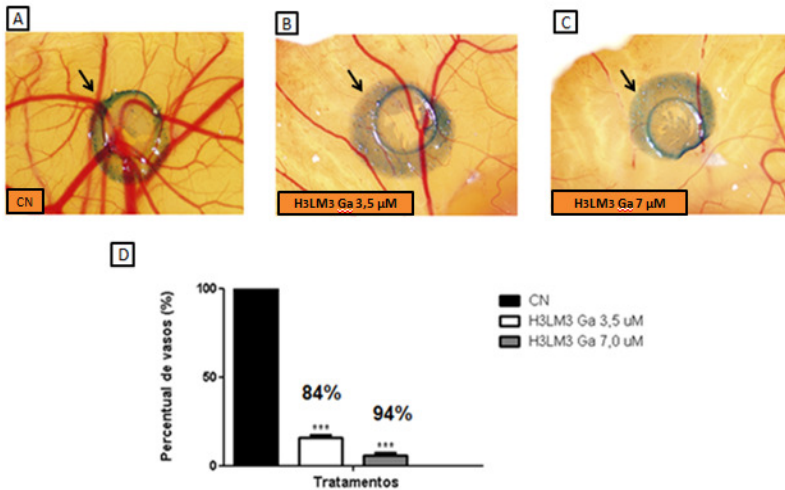 A
B
C
CN
H3LM3 Ga 3,5 µM
H3LM3 Ga 7 µM
D
Percentual de vasos (%)
100
50
0
84%
***
94%
***
Tratamentos
CN
H3LM3 Ga 3,5 uM
H3LM3 Ga 7,0 uM